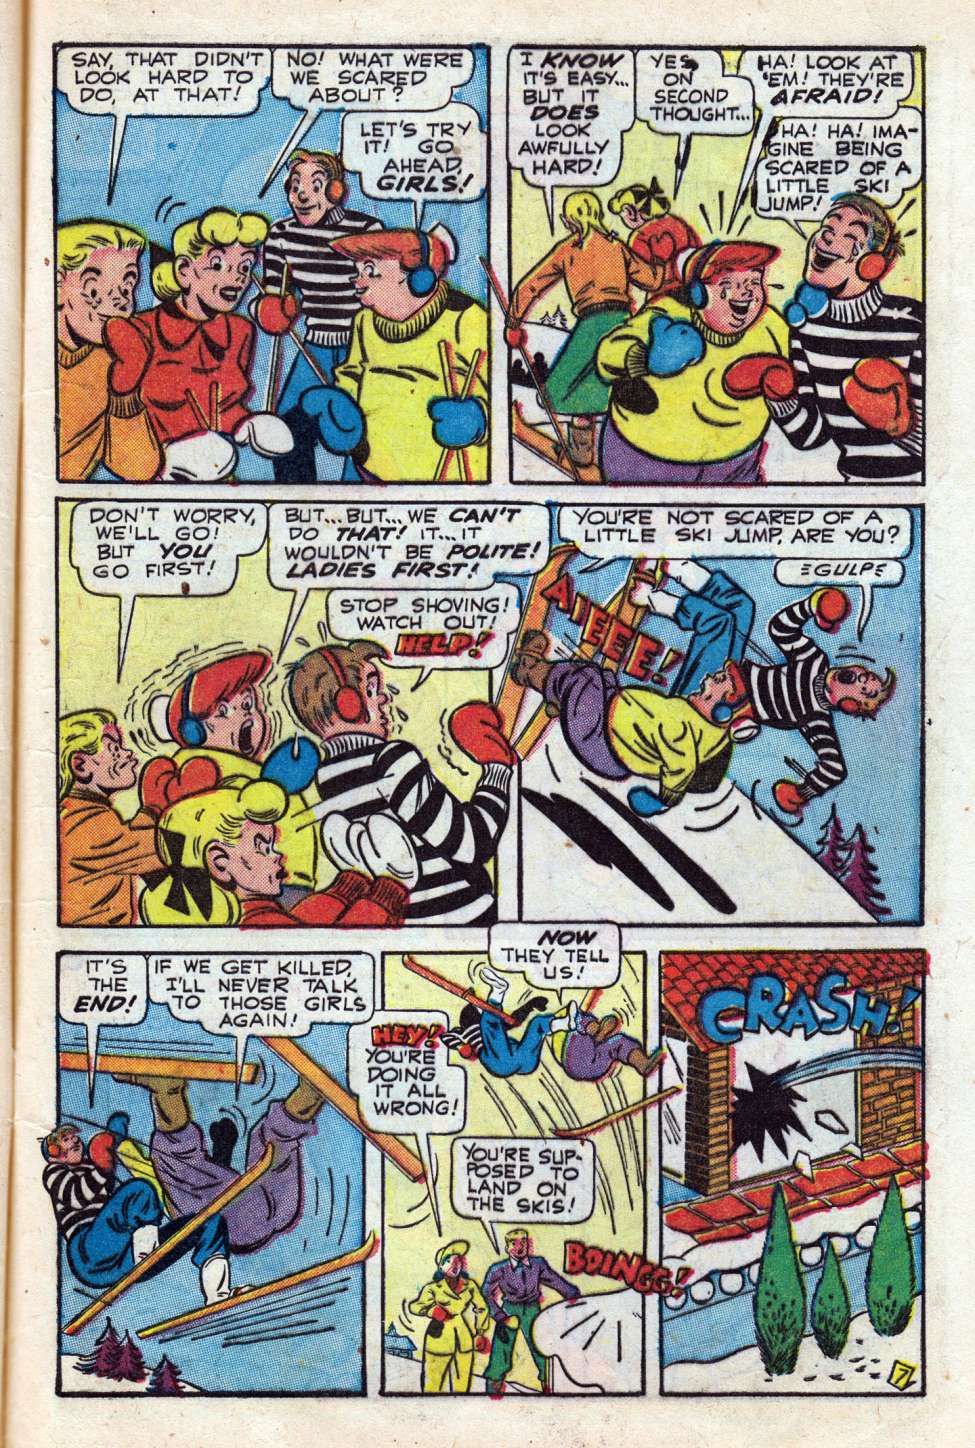 SAY, THAT DIDN'T
LOOK HARD TO
DO, AT THAT!
NO! WHAT WERE
WE SCARED
ABOUT?
LET'S TRY
IT! GO
AHEAD,
GIRLS!
I KNOW
IT'S EASY...
BUT IT
DOES
LOOK
AWFULLY
HARD!
YES,
ON
SECOND
THOUGHT...
HA! LOOK AT
'EM! THEY'RE
AFRAID!
HA! HA! IMA-
GINE BEING
SCARED OF A
LITTLE SKI
JUMP!
DON'T WORRY,
WE'LL GO!
BUT YOU
GO FIRST!
BUT...BUT...WE CAN'T
DO THAT! IT...IT
WOULDN'T BE POLITE!
LADIES FIRST!
STOP SHOVING!
WATCH OUT!
HELP!
YOU'RE NOT SCARED OF A
LITTLE SKI JUMP, ARE YOU?
GULP
AIEEEE!
IT'S
THE
END!
IF WE GET KILLED,
I'LL NEVER TALK
TO THOSE GIRLS
AGAIN!
NOW
THEY TELL
US!
HEY!
YOU'RE
DOING
IT ALL
WRONG!
YOU'RE SUP-
POSED TO
LAND ON
THE SKIS!
BOINGG!
CRASH!
7